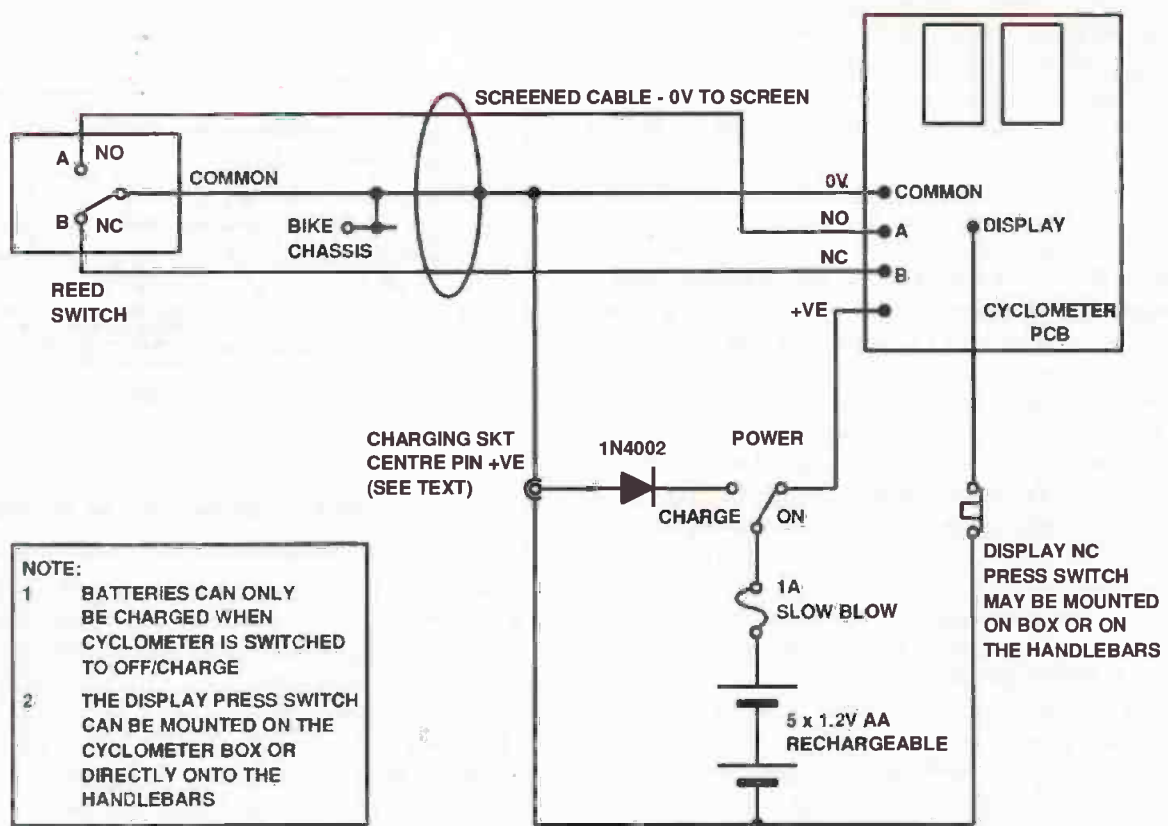 SCREENED CABLE - 0V TO SCREEN
A NO
COMMON
B NC
REED
SWITCH
BIKE
CHASSIS
0V
COMMON
NO
A
NC
B
+VE
DISPLAY
CYCLOMETER
PCB
CHARGING SKT
CENTRE PIN +VE
(SEE TEXT)
1N4002
POWER
CHARGE
ON
1A
SLOW BLOW
5 x 1.2V AA
RECHARGEABLE
DISPLAY NC
PRESS SWITCH
MAY BE MOUNTED
ON BOX OR ON
THE HANDLEBARS
NOTE:
1 BATTERIES CAN ONLY
BE CHARGED WHEN
CYCLOMETER IS SWITCHED
TO OFF/CHARGE
2 THE DISPLAY PRESS SWITCH
CAN BE MOUNTED ON THE
CYCLOMETER BOX OR
DIRECTLY ONTO THE
HANDLEBARS